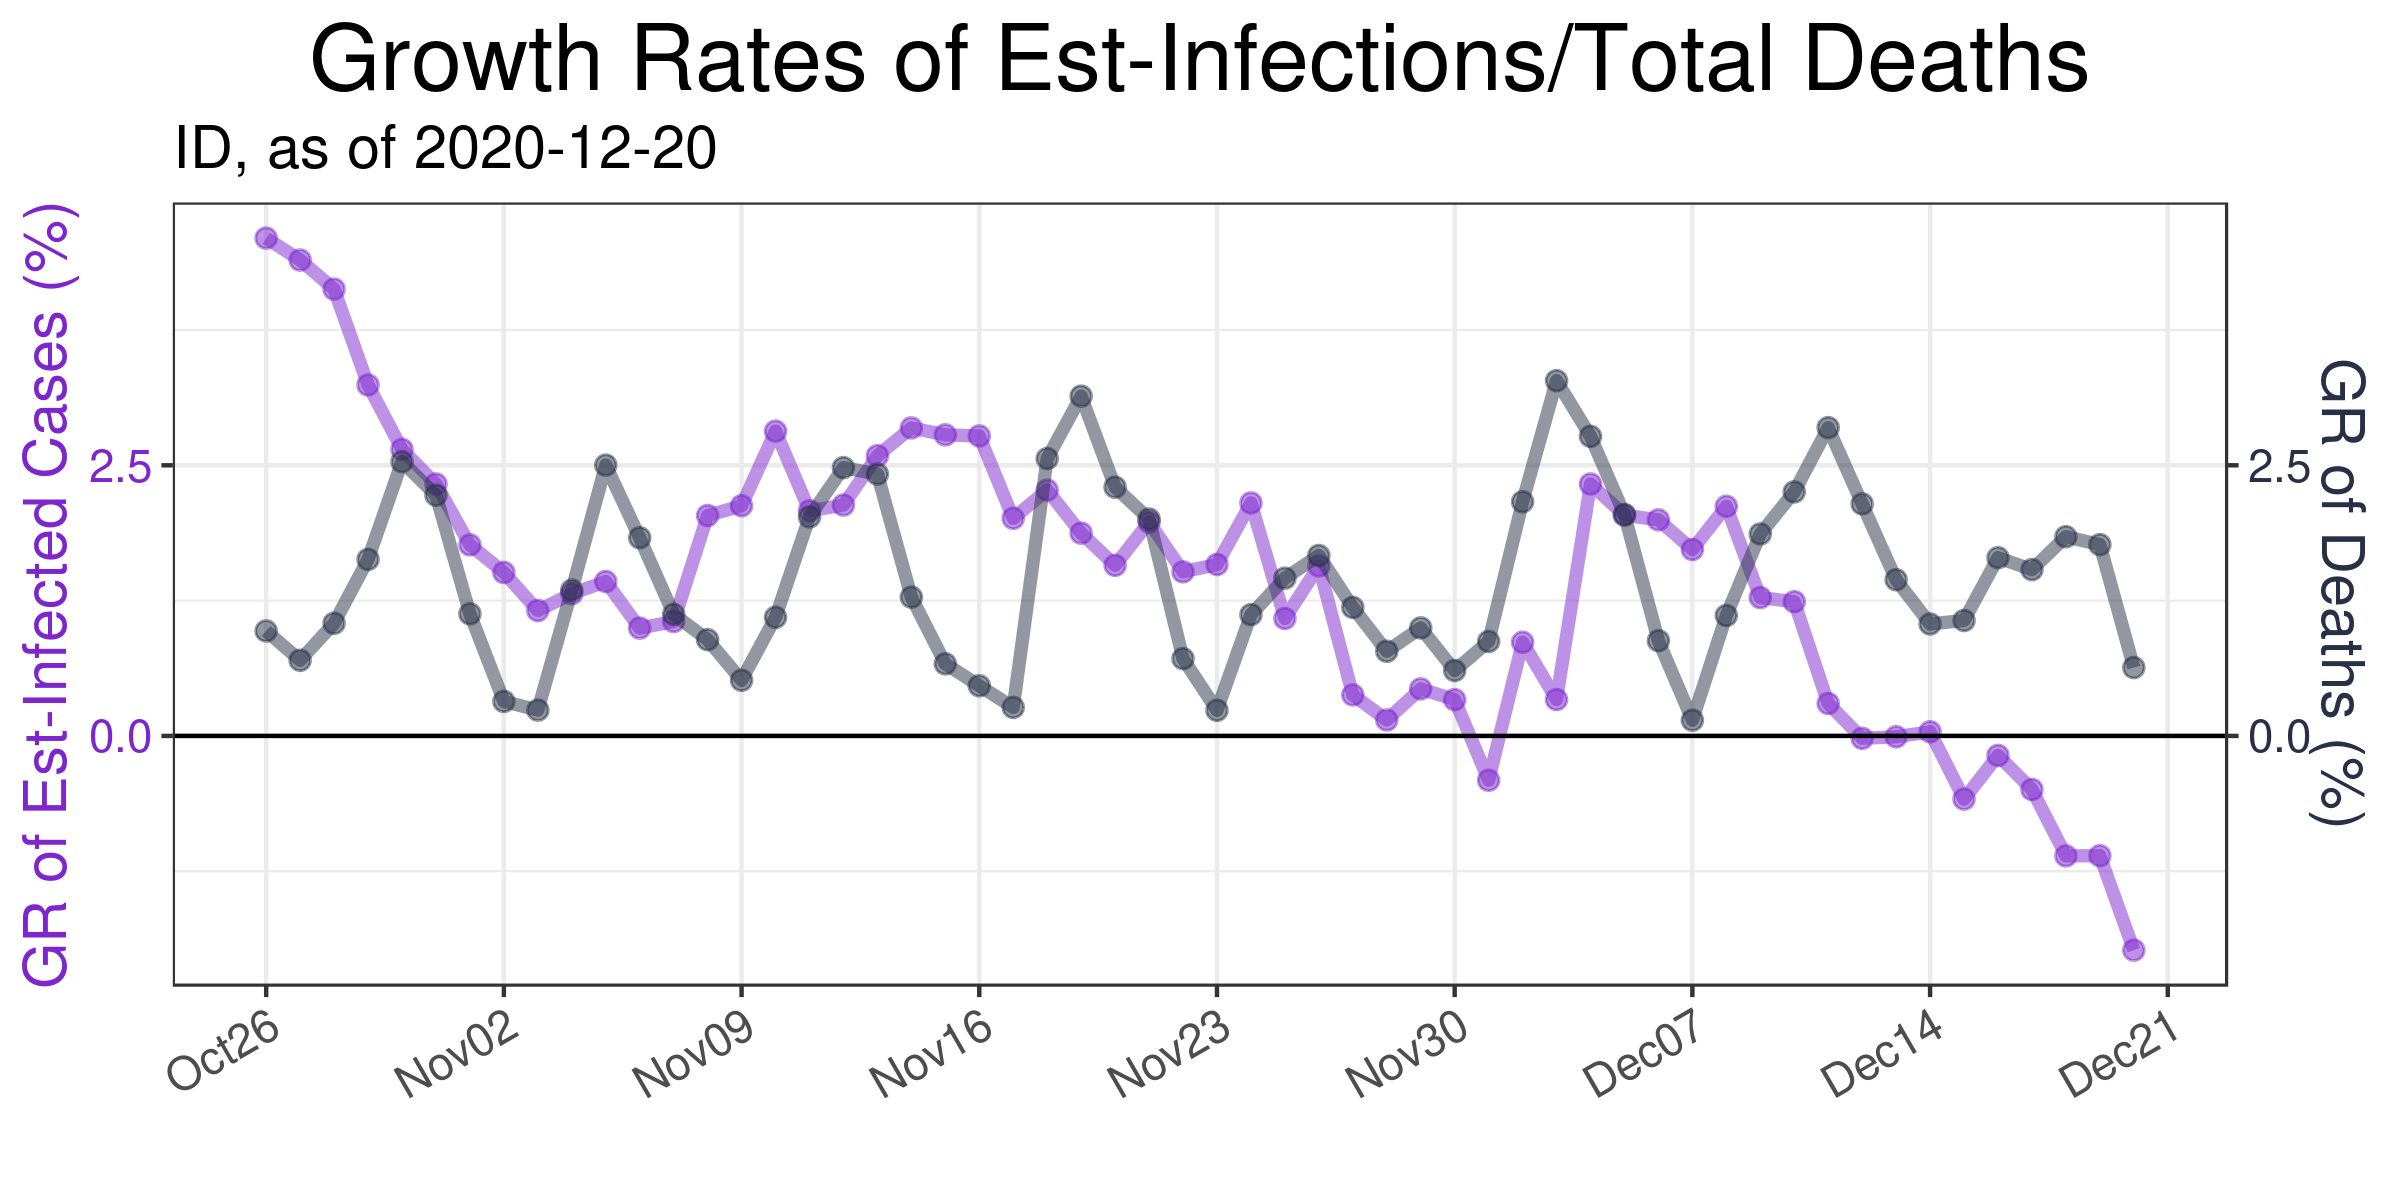 Growth Rates of Est-Infections/Total Deaths
ID, as of 2020-12-20
GR of Est-Infected Cases (%)
2.5
0.0
2.5
0.0
GR of Deaths (%)
Oct26
Nov02
Nov09
Nov16
Nov23
Nov30
Dec07
Dec14
Dec21